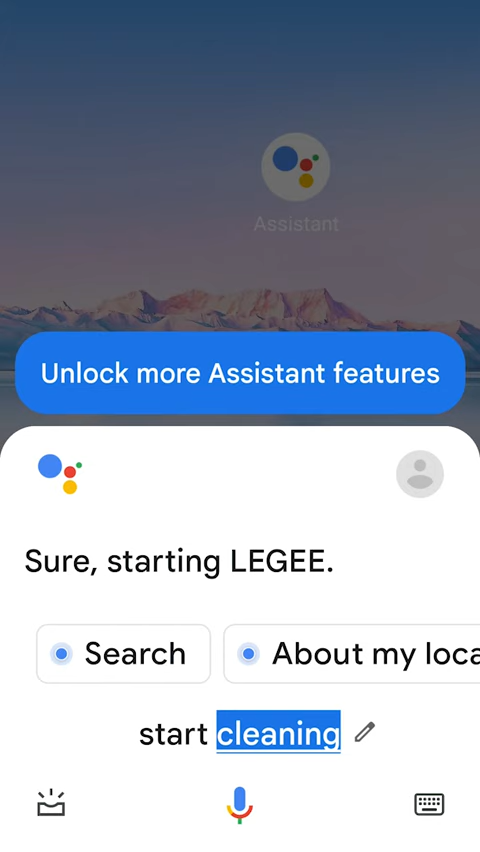 Assistant
Unlock more Assistant features
Sure, starting LEGEE.
Search
About my loca
start cleaning